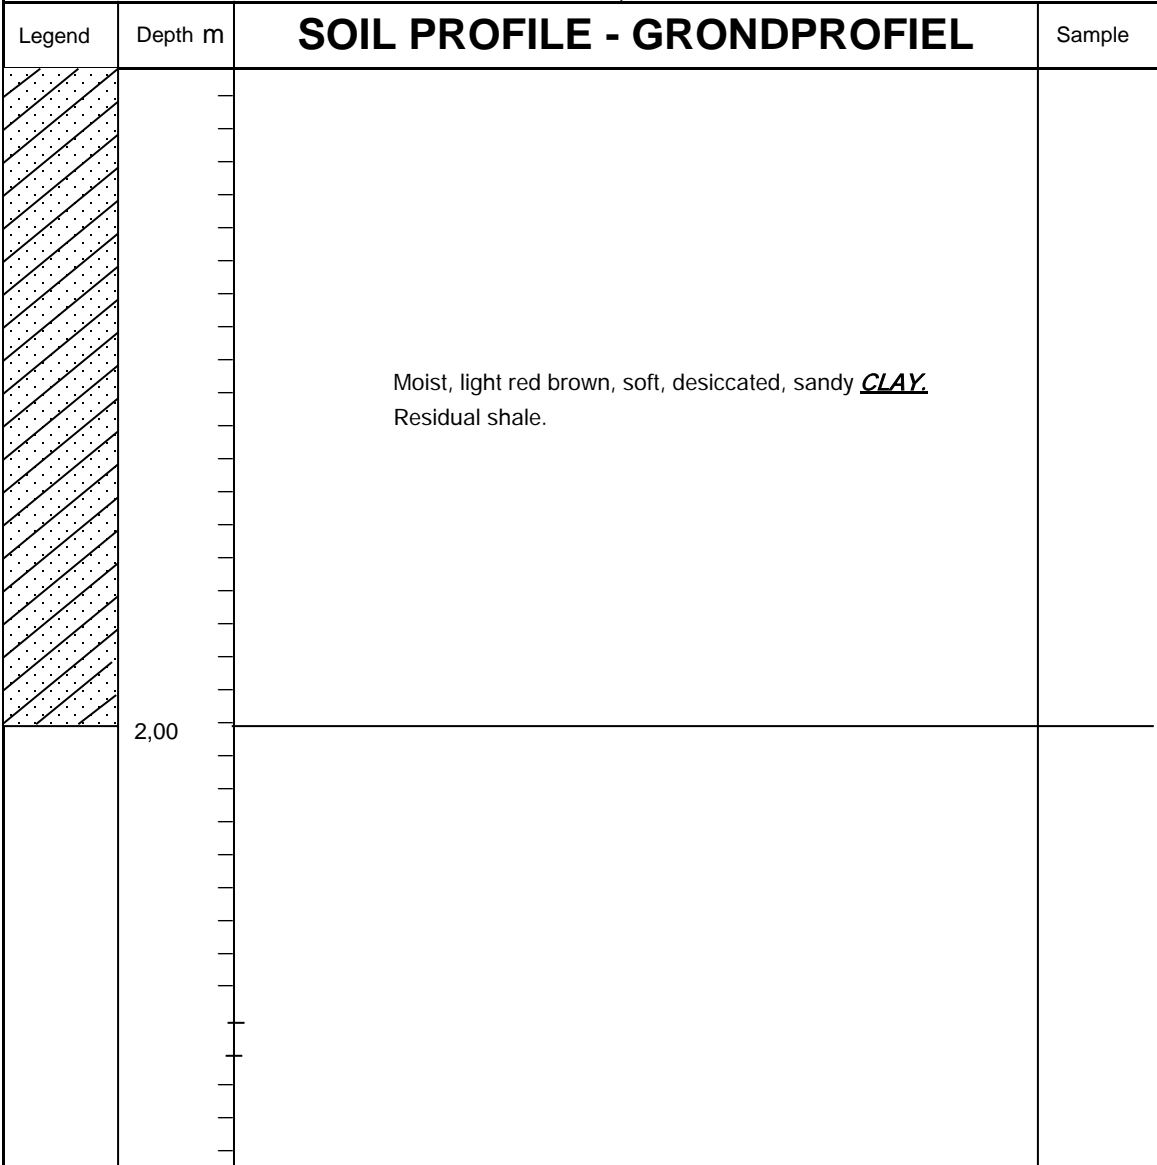 Legend
Depth m
SOIL PROFILE - GRONDPROFIEL
Sample
Moist, light red brown, soft, desiccated, sandy CLAY.
Residual shale.
2,00